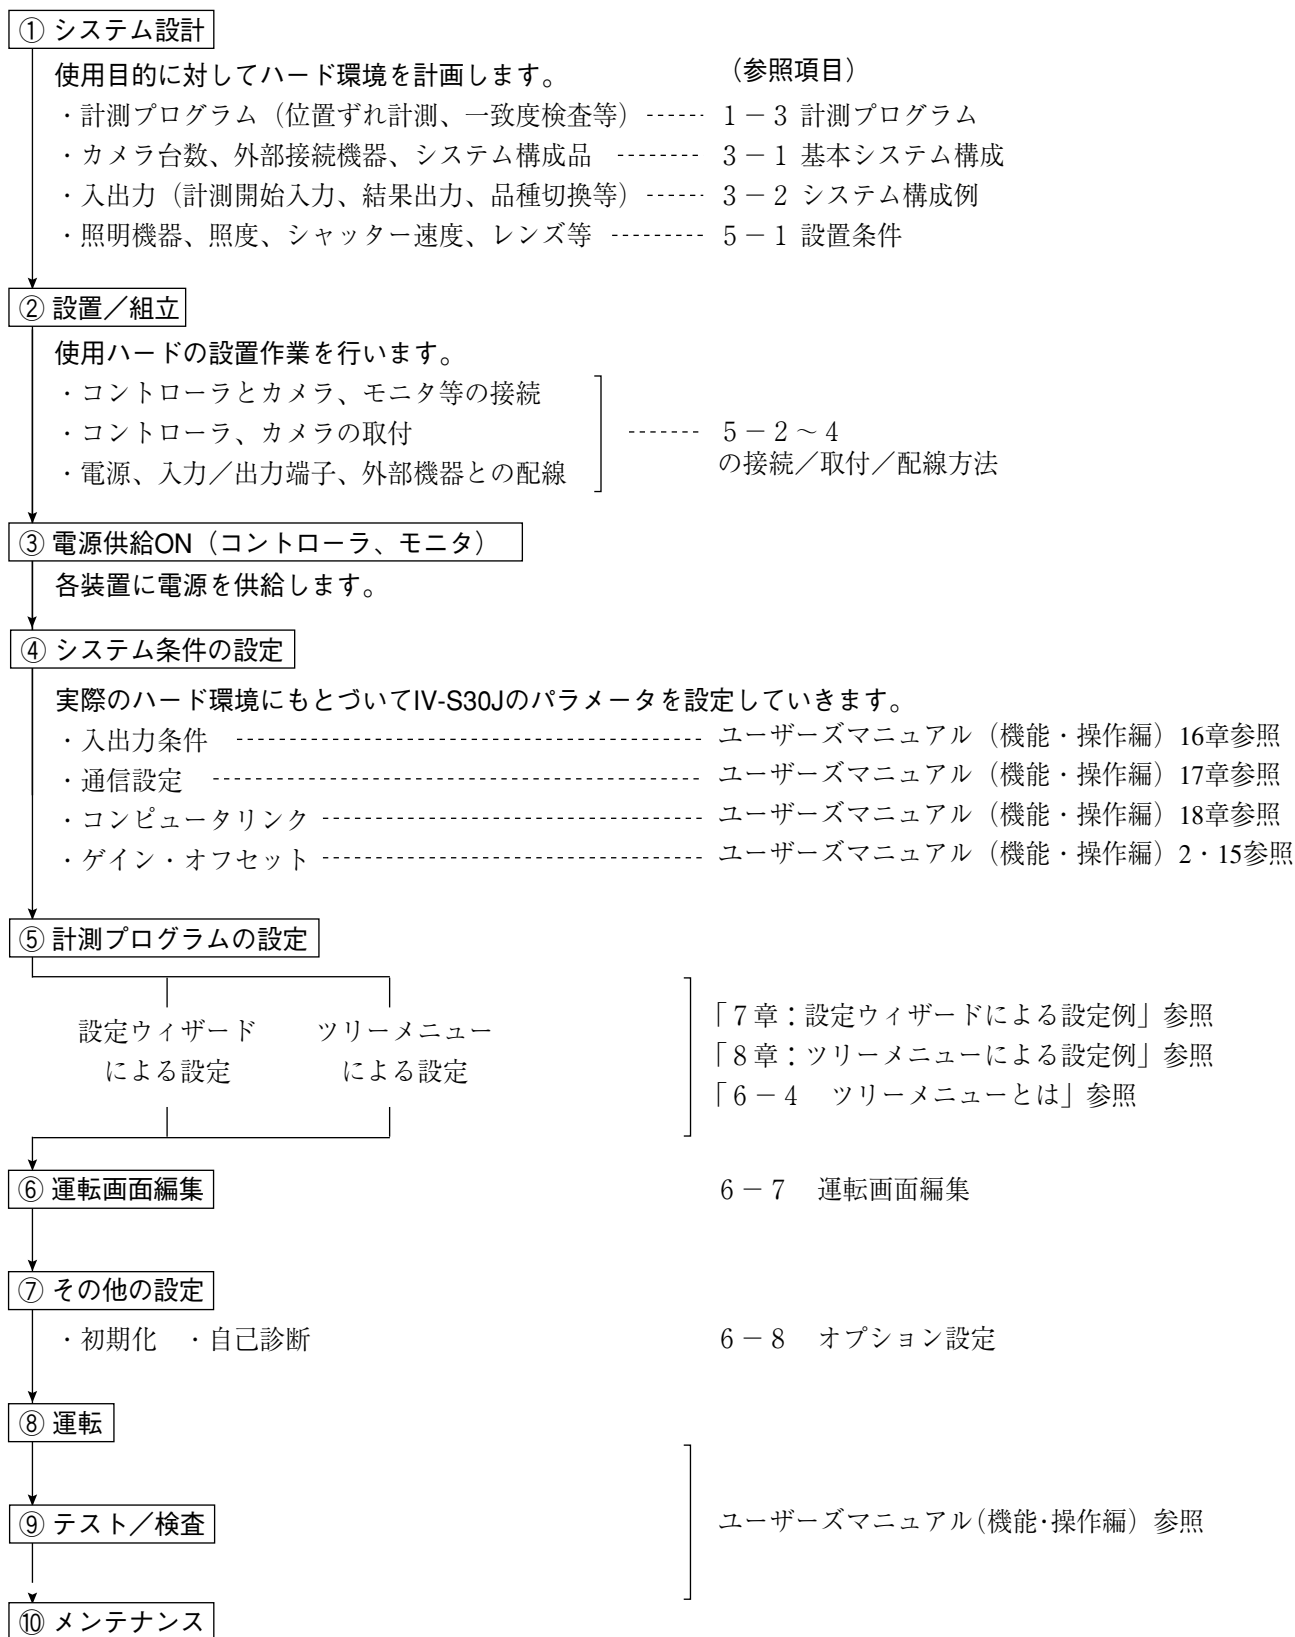 ① システム設計
使用目的に対してハード環境を計画します。 （参照項目）
・計測プログラム（位置ずれ計測、一致度検査等） 1－3 計測プログラム
・カメラ台数、外部接続機器、システム構成品 3－1 基本システム構成
・入出力（計測開始入力、結果出力、品種切換等） 3－2 システム構成例
・照明機器、照度、シャッター速度、レンズ等 5－1 設置条件
② 設置／組立
使用ハードの設置作業を行います。
・コントローラとカメラ、モニタ等の接続
・コントローラ、カメラの取付 5－2～4
・電源、入力／出力端子、外部機器との配線 の接続／取付／配線方法
③ 電源供給ON（コントローラ、モニタ）
各装置に電源を供給します。
④ システム条件の設定
実際のハード環境にもとづいてIV-S30Jのパラメータを設定していきます。
・入出力条件 ユーザーズマニュアル（機能・操作編）16章参照
・通信設定 ユーザーズマニュアル（機能・操作編）17章参照
・コンピュータリンク ユーザーズマニュアル（機能・操作編）18章参照
・ゲイン・オフセット ユーザーズマニュアル（機能・操作編）2・15参照
⑤ 計測プログラムの設定
設定ウィザード ツリーメニュー 「7章：設定ウィザードによる設定例」参照
による設定 による設定 「8章：ツリーメニューによる設定例」参照
「6－4　ツリーメニューとは」参照
⑥ 運転画面編集 6－7　運転画面編集
⑦ その他の設定
・初期化　・自己診断 6－8　オプション設定
⑧ 運転
⑨ テスト／検査 ユーザーズマニュアル(機能･操作編）参照
⑩ メンテナンス